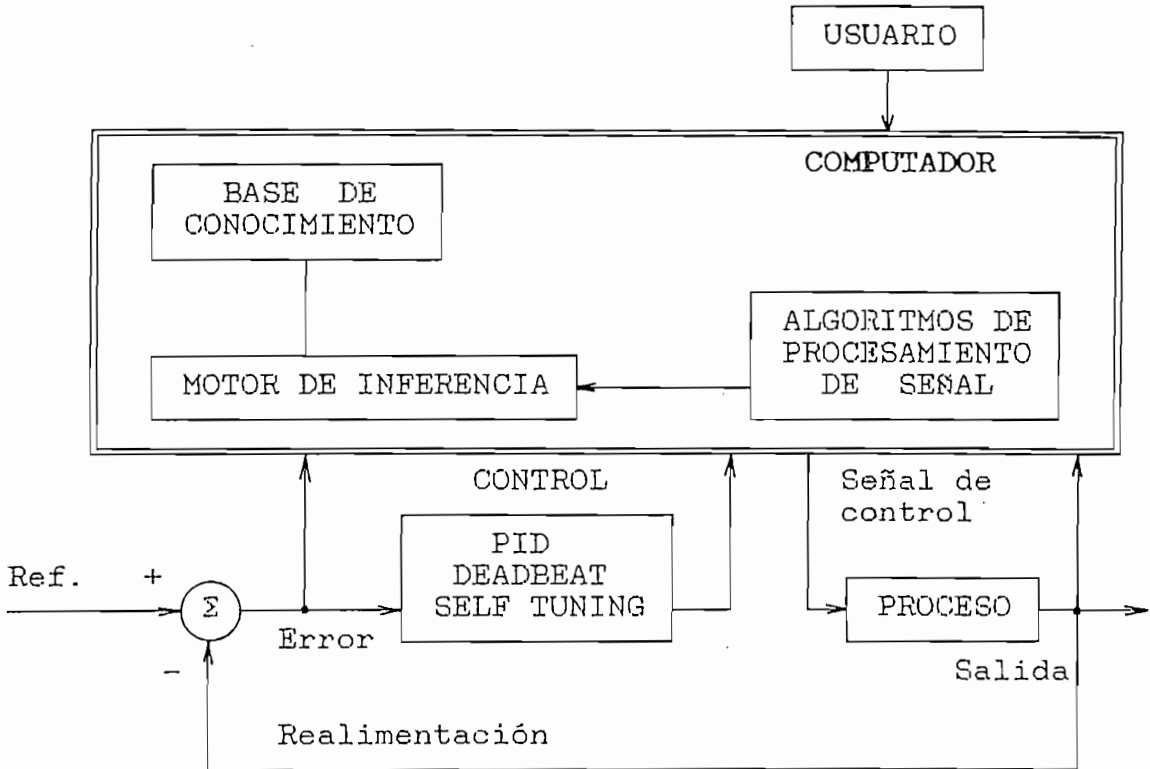 USUARIO
COMPUTADOR
BASE DE
CONOCIMIENTO
ALGORITMOS DE
PROCESAMIENTO
DE SEÑAL
MOTOR DE INFERENCIA
CONTROL
Señal de
control
PID
DEADBEAT
SELF TUNING
Ref.
+
Σ
PROCESO
Error
-
Salida
Realimentación